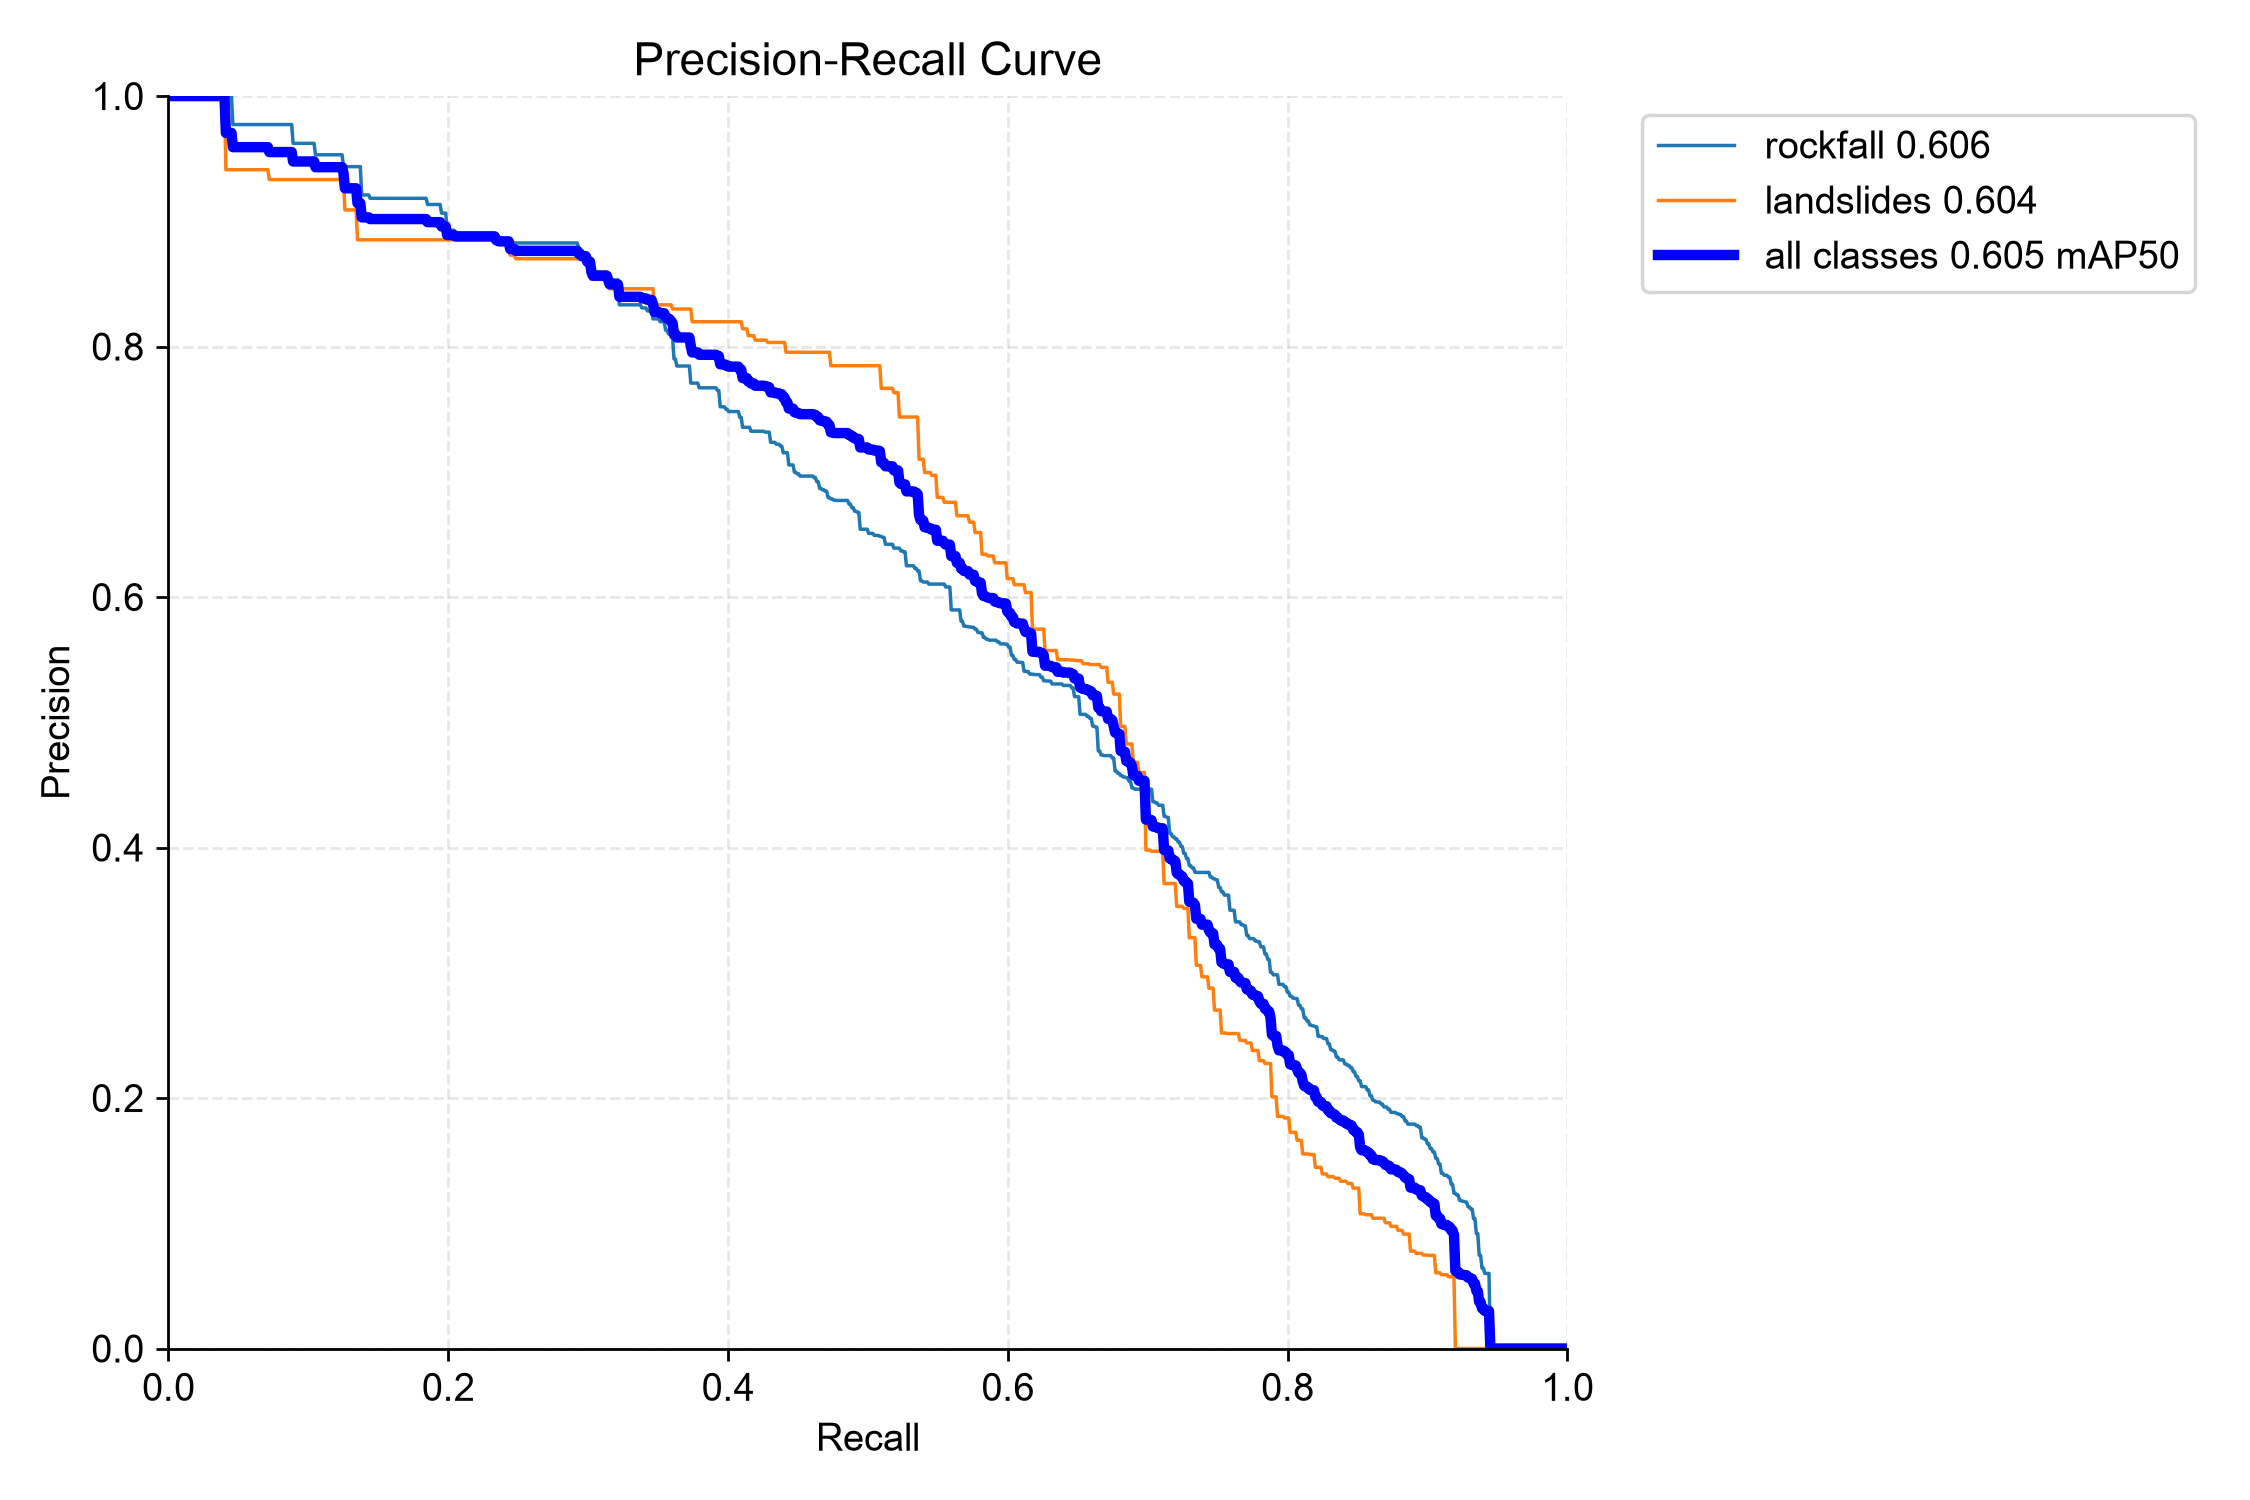 Precision-Recall Curve
rockfall 0.606
landslides 0.604
all classes 0.605 mAP50
Precision
1.0
0.8
0.6
0.4
0.2
0.0
0.0 0.2 0.4 0.6 0.8 1.0
Recall